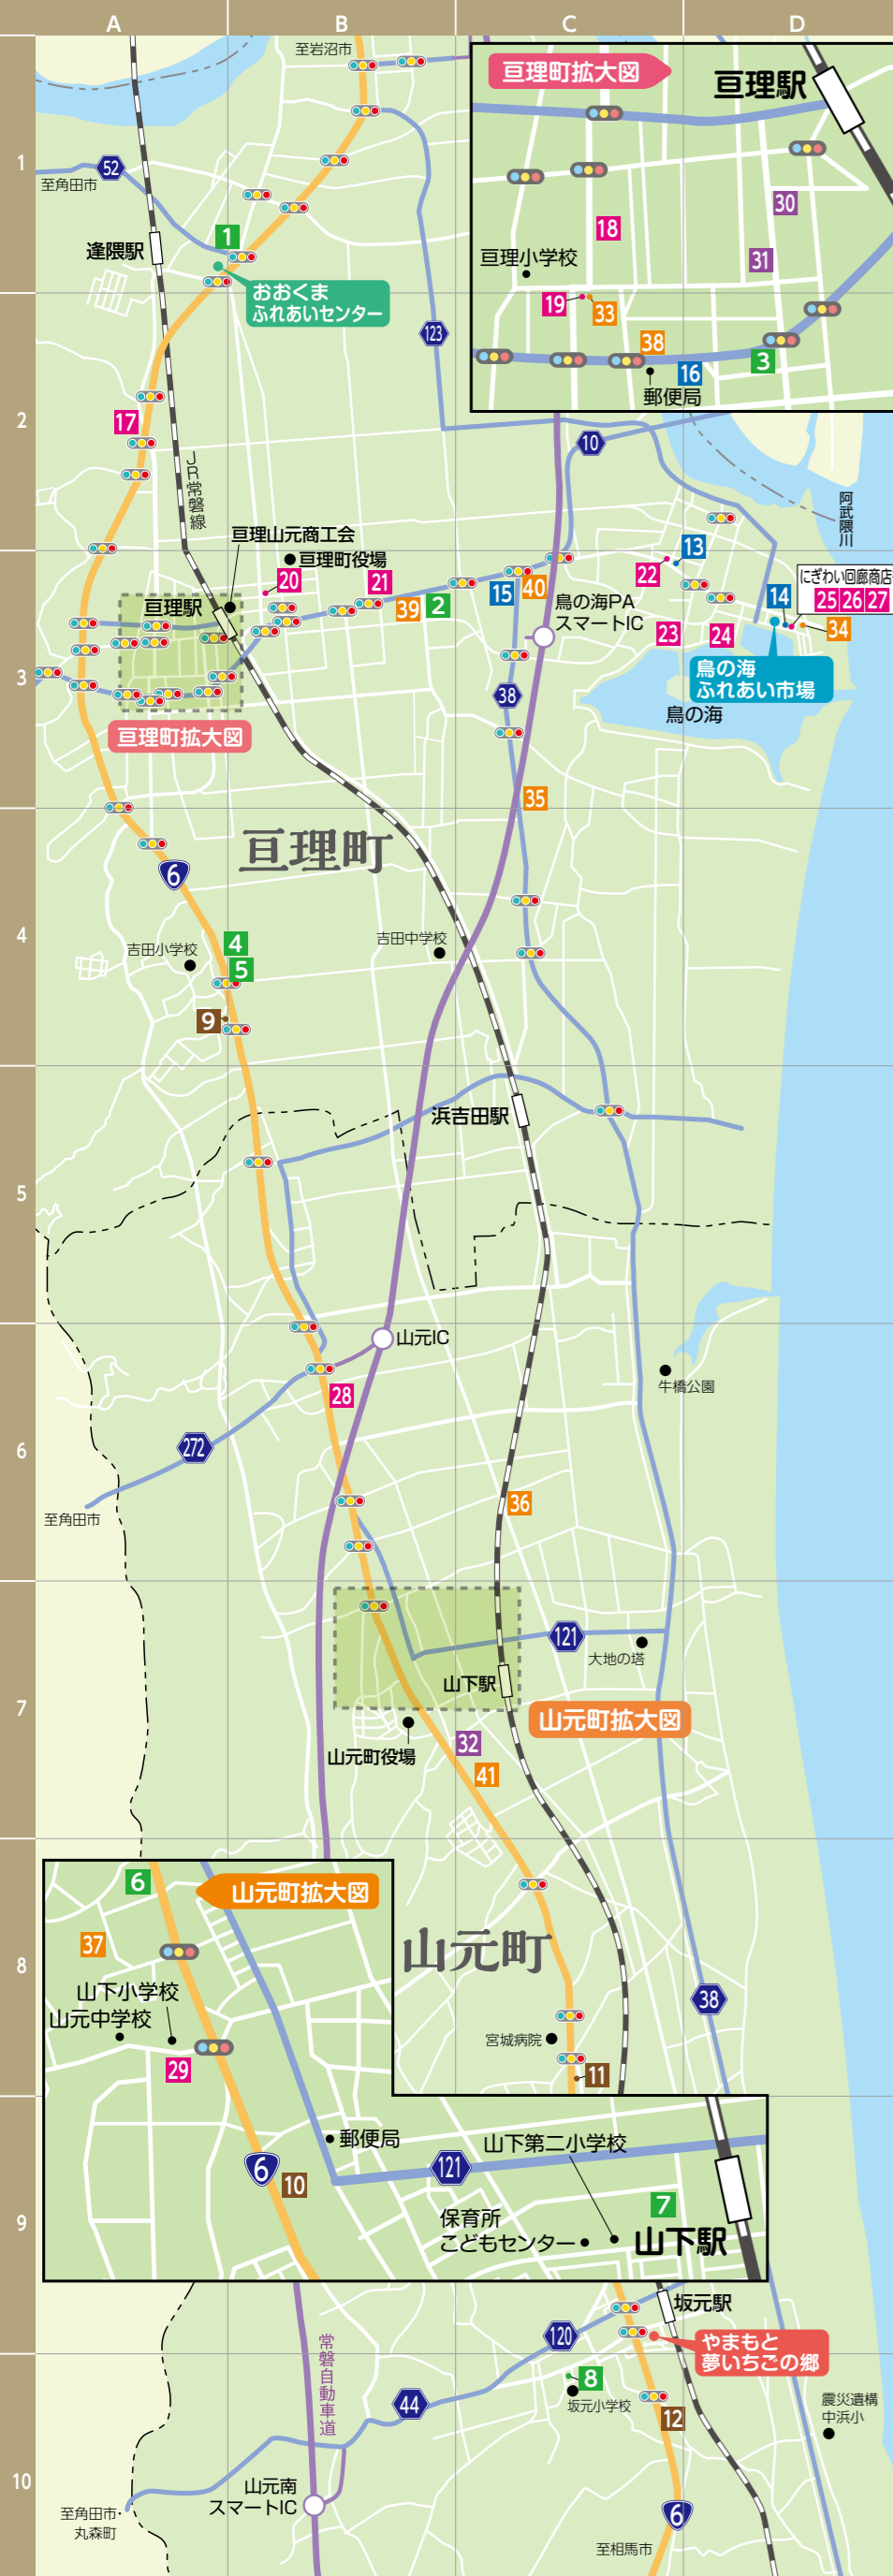 A
B
C
D
1
2
3
4
5
6
7
8
9
10
至岩沼市
亘理町拡大図
亘理駅
30
18
31
亘理小学校
19
33
38
3
16
郵便局
52
至角田市
1
逢隈駅
おおくま
ふれあいセンター
123
17
10
JR常磐線
阿武隈川
亘理山元商工会
亘理町役場
20
21
39
2
15
40
22
13
にぎわい回廊商店
14
25 26 27
34
亘理駅
鳥の海PA
スマートIC
23
24
鳥の海
ふれあい市場
38
鳥の海
亘理町拡大図
35
亘理町
6
4
吉田小学校
5
吉田中学校
9
浜吉田駅
山元IC
28
牛橋公園
272
至角田市
36
121
大地の塔
山下駅
山元町拡大図
32
山元町役場
41
6
山元町拡大図
37
山元町
山下小学校
山元中学校
29
38
宮城病院
11
郵便局
山下第二小学校
6
121
10
7
保育所
こどもセンター
山下駅
坂元駅
常磐自動車道
120
やまもと
夢いちごの郷
8
44
坂元小学校
12
震災遺構
中浜小
山元南
スマートIC
至角田市・
丸森町
6
至相馬市